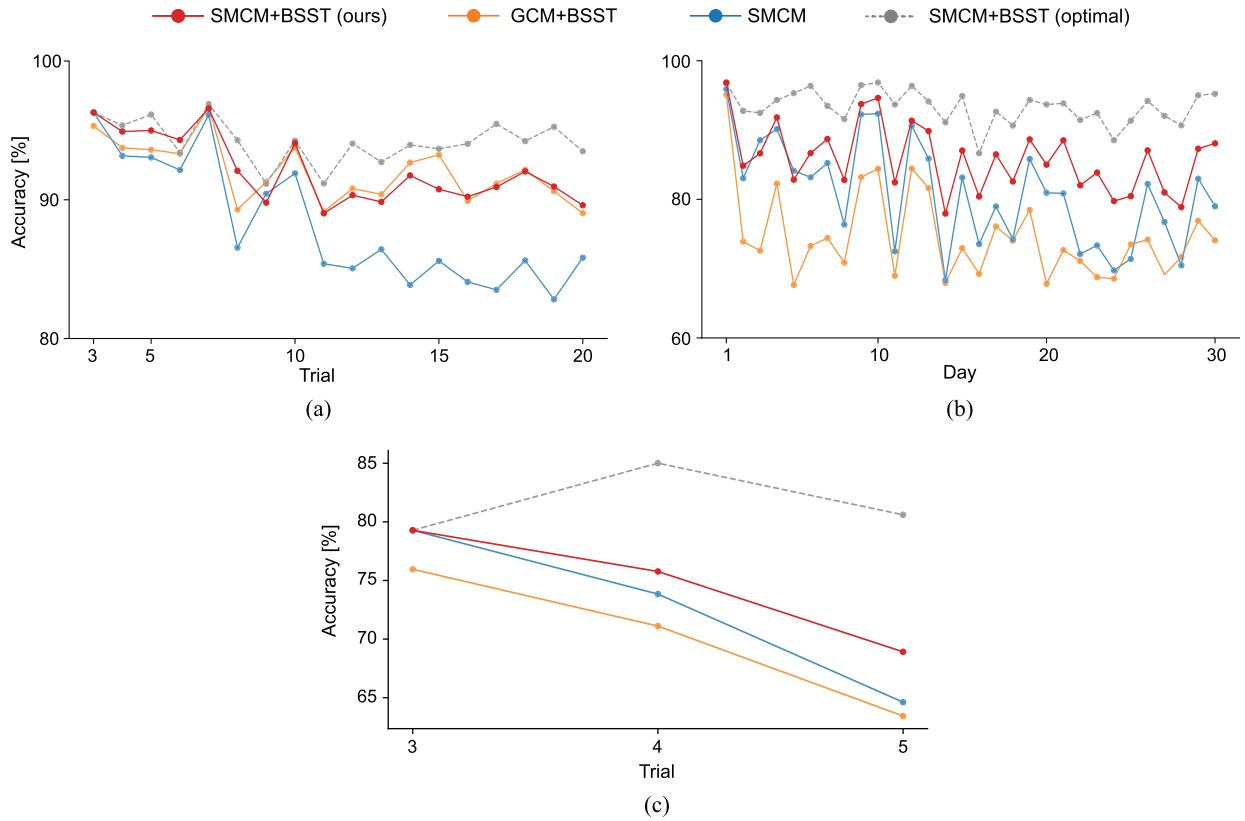 SMCM+BSST (ours) GCM+BSST SMCM SMCM+BSST (optimal)
100
90
80
Accuracy [%]
3 5 10 15 20
Trial
(a)
100
80
60
Accuracy [%]
1 10 20 30
Day
(b)
85
80
75
70
65
Accuracy [%]
3 4 5
Trial
(c)